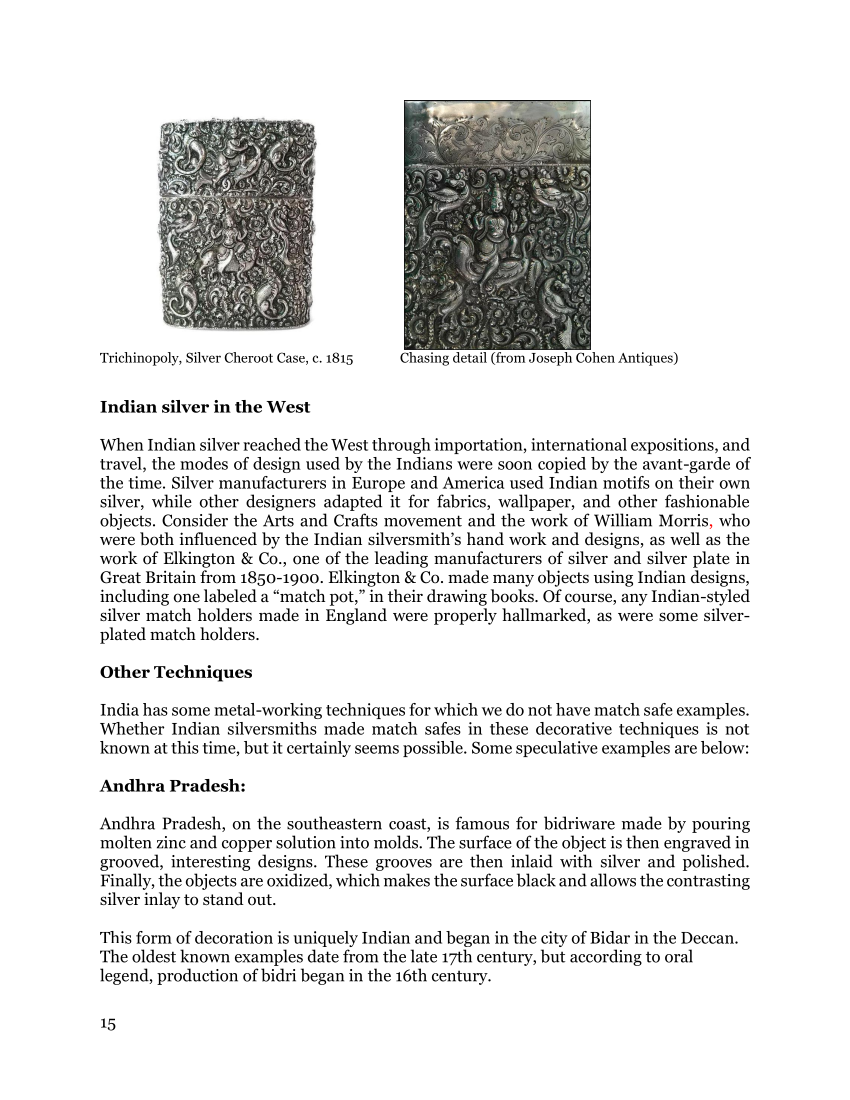 Trichinopoly, Silver Cheroot Case, c. 1815
Chasing detail (from Joseph Cohen Antiques)
Indian silver in the West
When Indian silver reached the West through importation, international expositions, and
travel, the modes of design used by the Indians were soon copied by the avant-garde of
the time. Silver manufacturers in Europe and America used Indian motifs on their own
silver, while other designers adapted it for fabrics, wallpaper, and other fashionable
objects. Consider the Arts and Crafts movement and the work of William Morris, who
were both influenced by the Indian silversmith’s hand work and designs, as well as the
work of Elkington & Co., one of the leading manufacturers of silver and silver plate in
Great Britain from 1850-1900. Elkington & Co. made many objects using Indian designs,
including one labeled a “match pot,” in their drawing books. Of course, any Indian-styled
silver match holders made in England were properly hallmarked, as were some silver-
plated match holders.
Other Techniques
India has some metal-working techniques for which we do not have match safe examples.
Whether Indian silversmiths made match safes in these decorative techniques is not
known at this time, but it certainly seems possible. Some speculative examples are below:
Andhra Pradesh:
Andhra Pradesh, on the southeastern coast, is famous for bidriware made by pouring
molten zinc and copper solution into molds. The surface of the object is then engraved in
grooved, interesting designs. These grooves are then inlaid with silver and polished.
Finally, the objects are oxidized, which makes the surface black and allows the contrasting
silver inlay to stand out.
This form of decoration is uniquely Indian and began in the city of Bidar in the Deccan.
The oldest known examples date from the late 17th century, but according to oral
legend, production of bidri began in the 16th century.
15